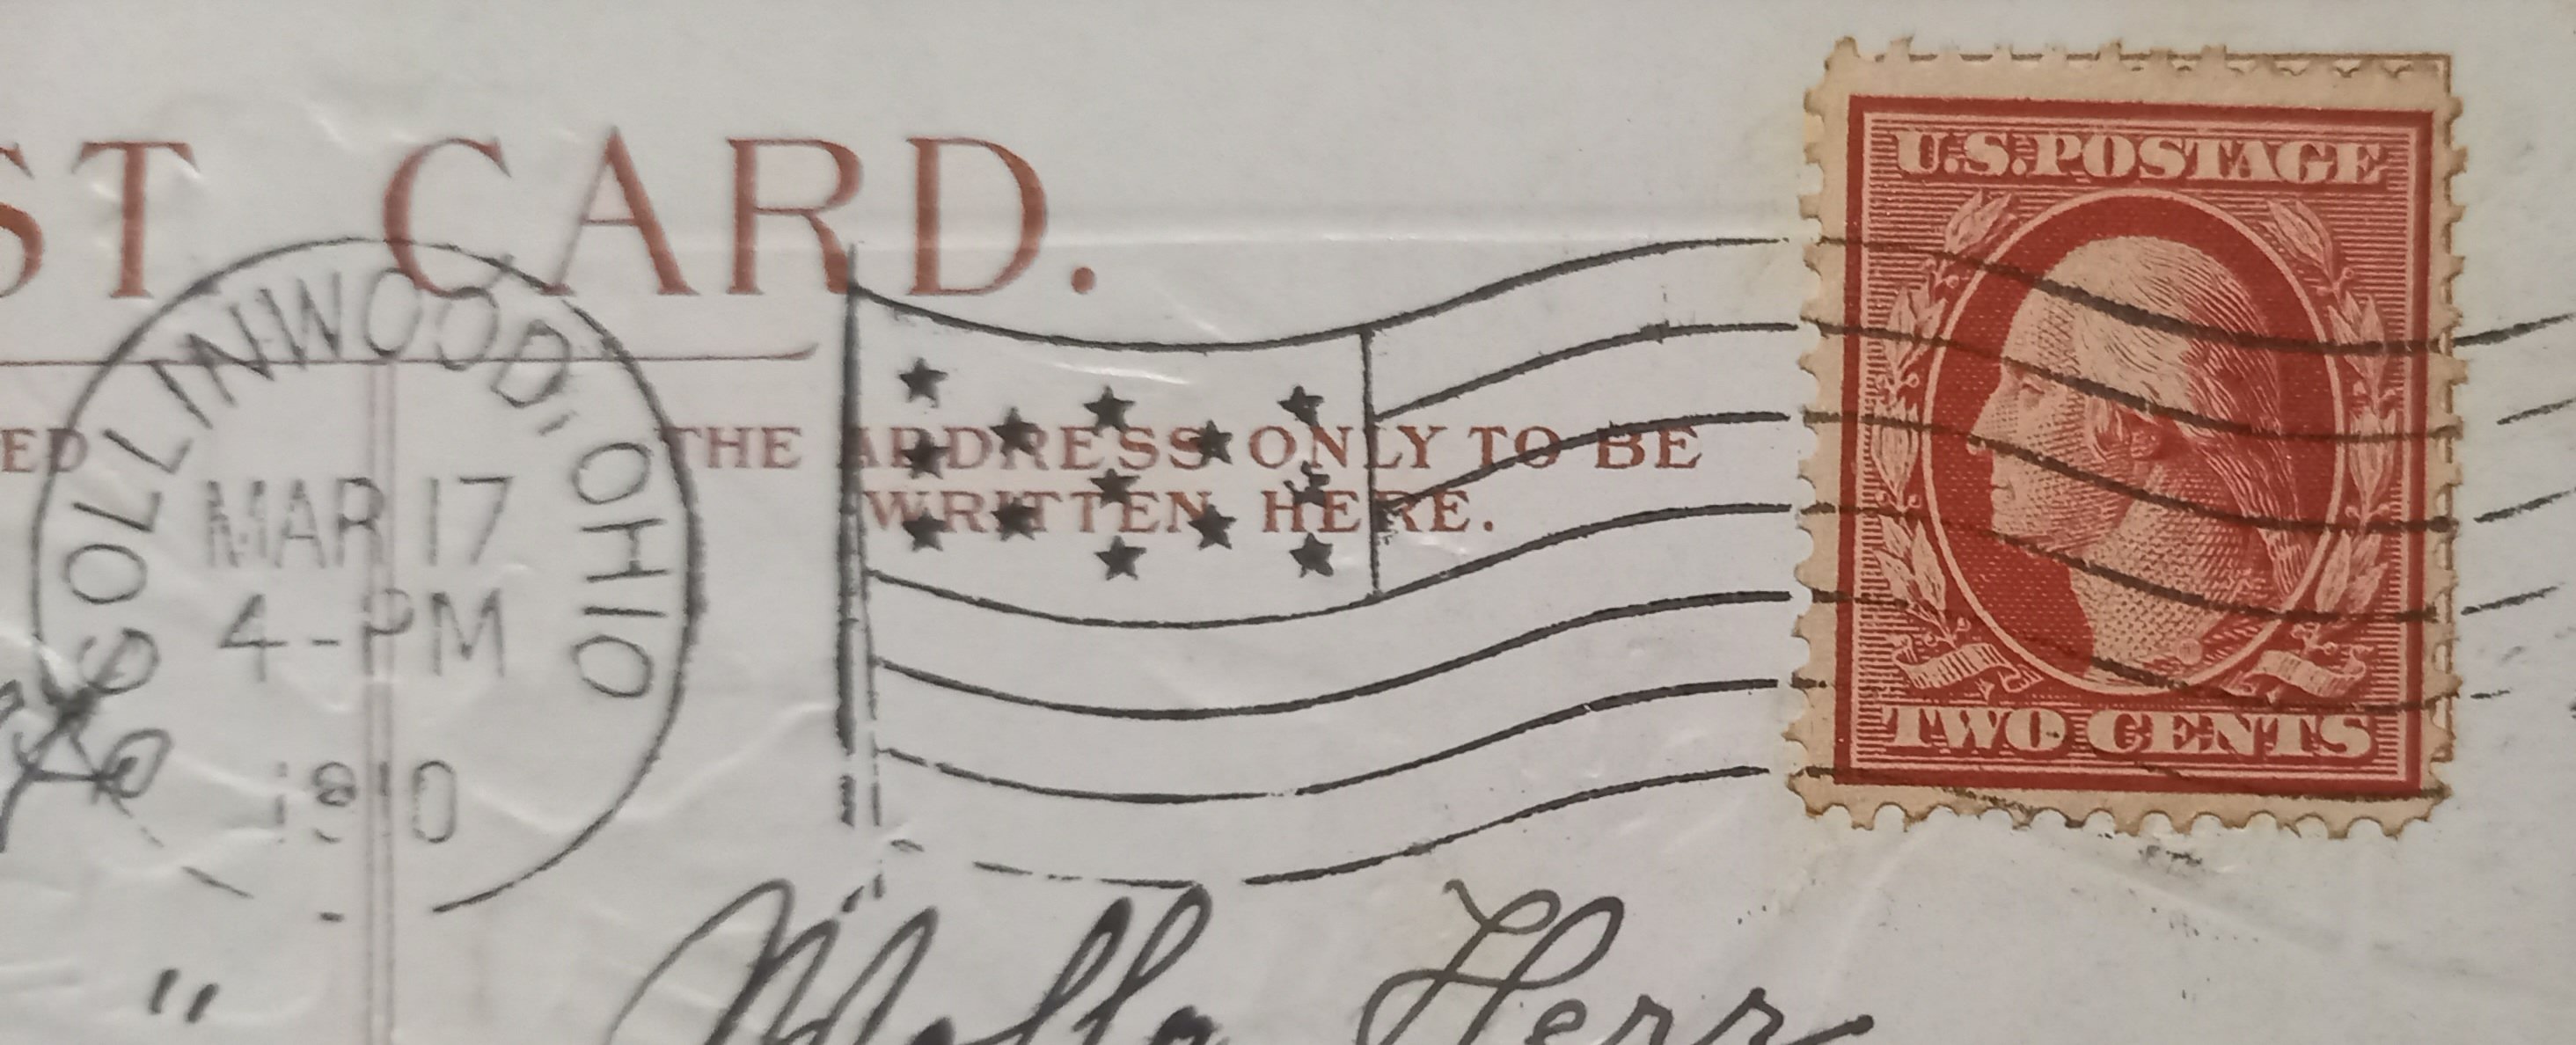 ST CARD.
U.S. POSTAGE
COLLINWOOD, OHIO
ED
THE ADDRESS ONLY TO BE
WRITTEN HERE.
MAR 17
4-PM
1910
TWO CENTS
"
Herr